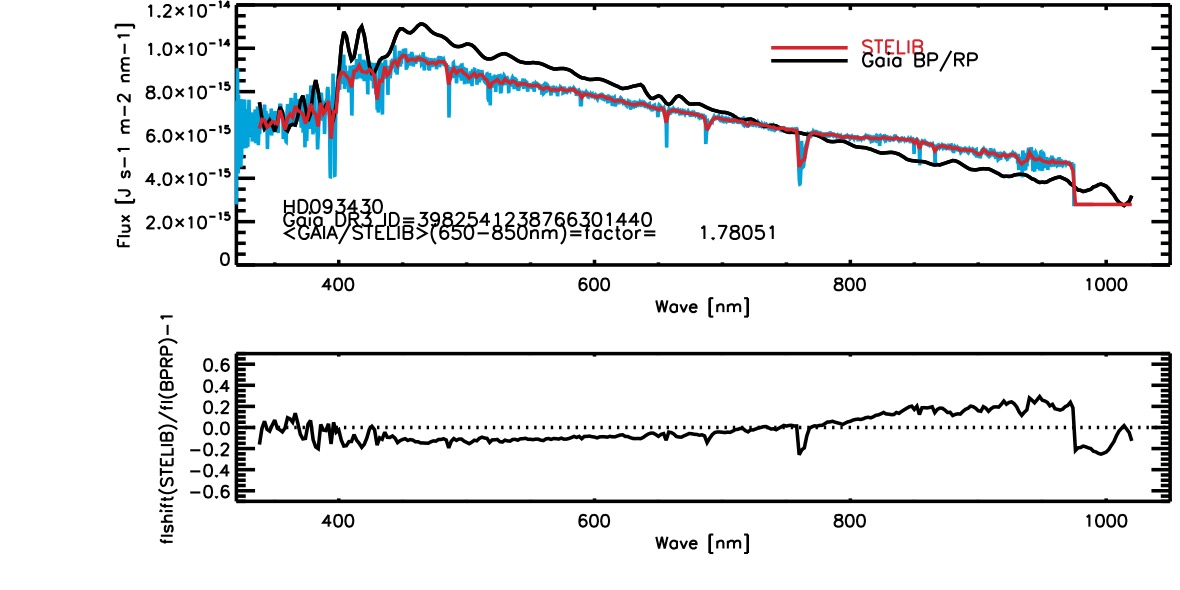 1.2×10⁻¹⁴
1.0×10⁻¹⁴
8.0×10⁻¹⁵
6.0×10⁻¹⁵
4.0×10⁻¹⁵
2.0×10⁻¹⁵
0
Flux [J s−1 m−2 nm−1]
STELIB
Gaia BP/RP
HD093430
Gaia DR3 ID=3982541238766301440
<GAIA/STELIB>(650−850nm)=factor= 1.78051
400 600 800 1000
Wave [nm]
flshift(STELIB)/fl(BPRP)−1
0.6
0.4
0.2
0.0
−0.2
−0.4
−0.6
400 600 800 1000
Wave [nm]